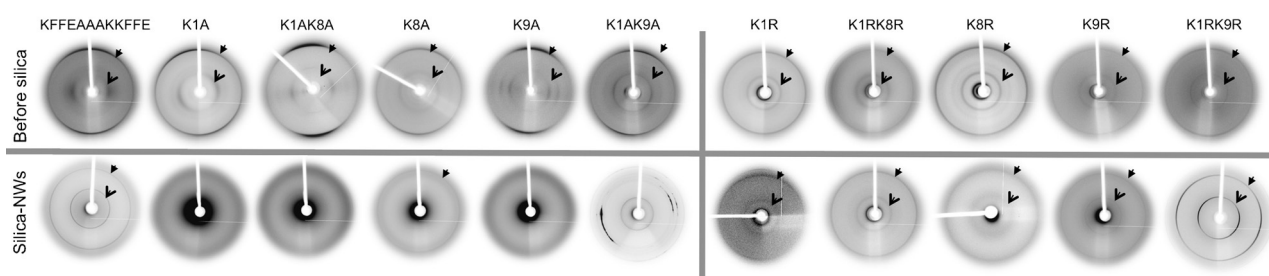 KFFEAAAKKFFE K1A K1AK8A K8A K9A K1AK9A K1R K1RK8R K8R K9R K1RK9R
Before silica
Silica-NWs